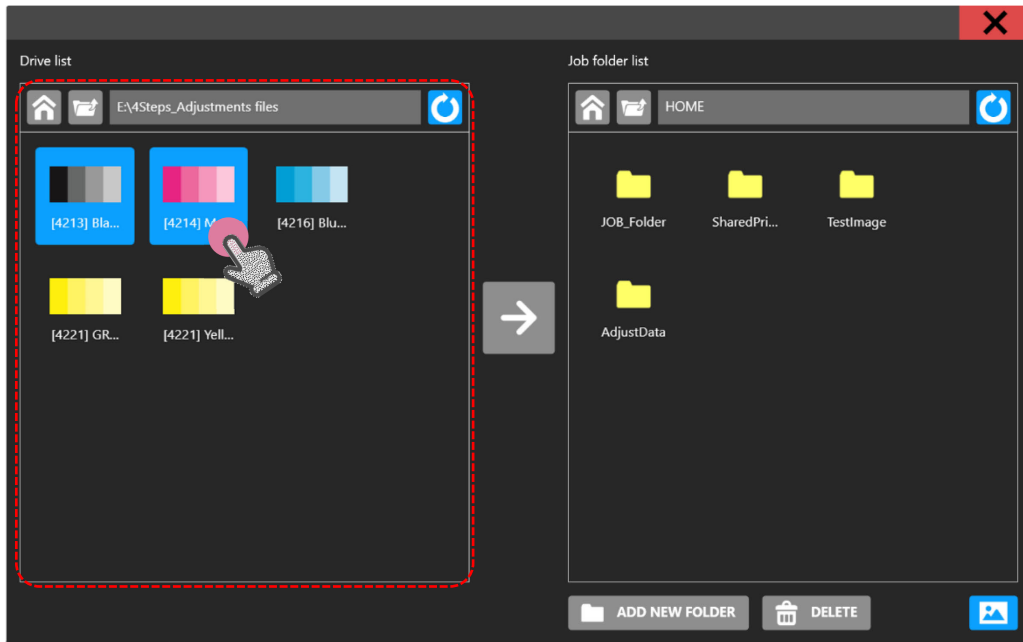 Drive list
E:\4Steps_Adjustments files
[4213] Bla...
[4214] M
[4216] Blu...
[4221] GR...
[4221] Yell...
Job folder list
HOME
JOB_Folder
SharedPri...
TestImage
AdjustData
ADD NEW FOLDER
DELETE